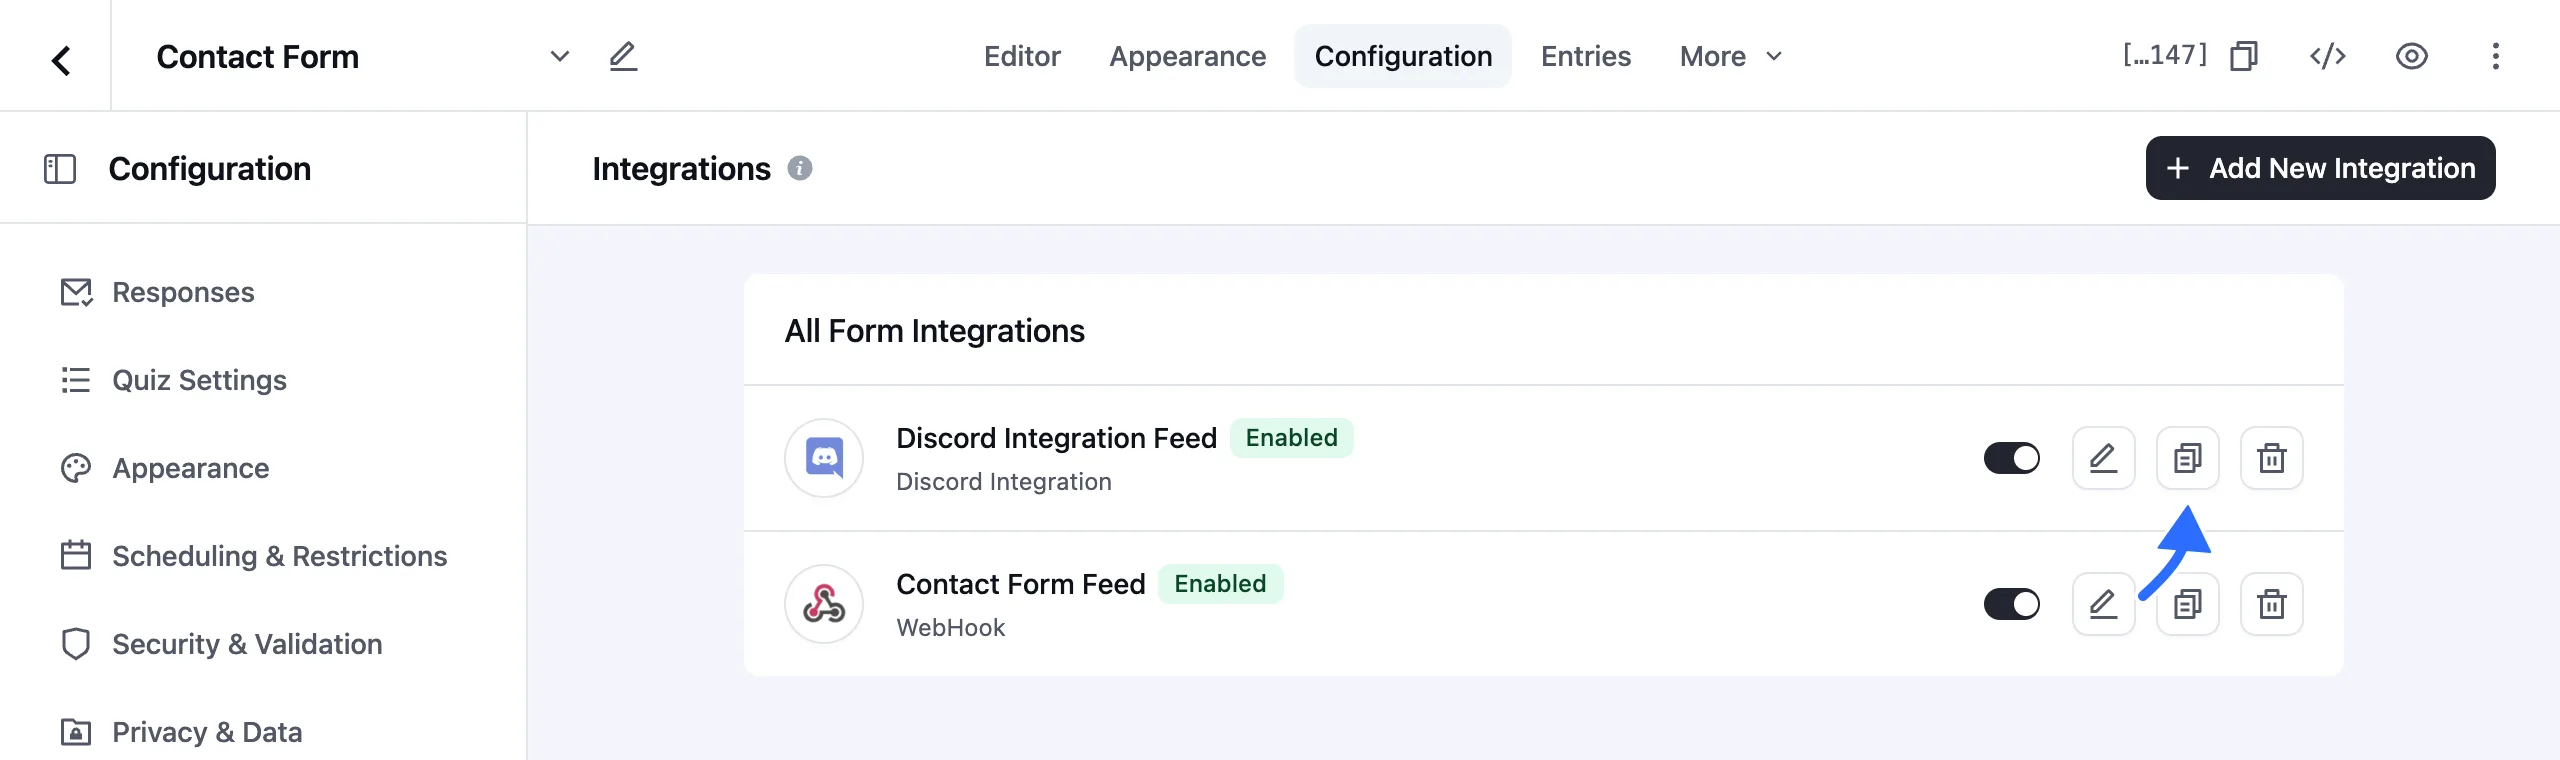 Contact Form
Editor
Appearance
Configuration
Entries
More
[...147]
Configuration
Integrations
Add New Integration
Responses
Quiz Settings
Appearance
Scheduling & Restrictions
Security & Validation
Privacy & Data
All Form Integrations
Discord Integration Feed Enabled
Discord Integration
Contact Form Feed Enabled
WebHook